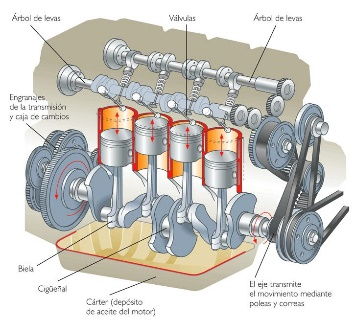 Árbol de levas
Válvulas
Árbol de levas
Engranajes
de la transmisión
y caja de cambios
Biela
Cigüeñal
Cárter (depósito
de aceite del motor)
El eje transmite
el movimiento mediante
poleas y correas